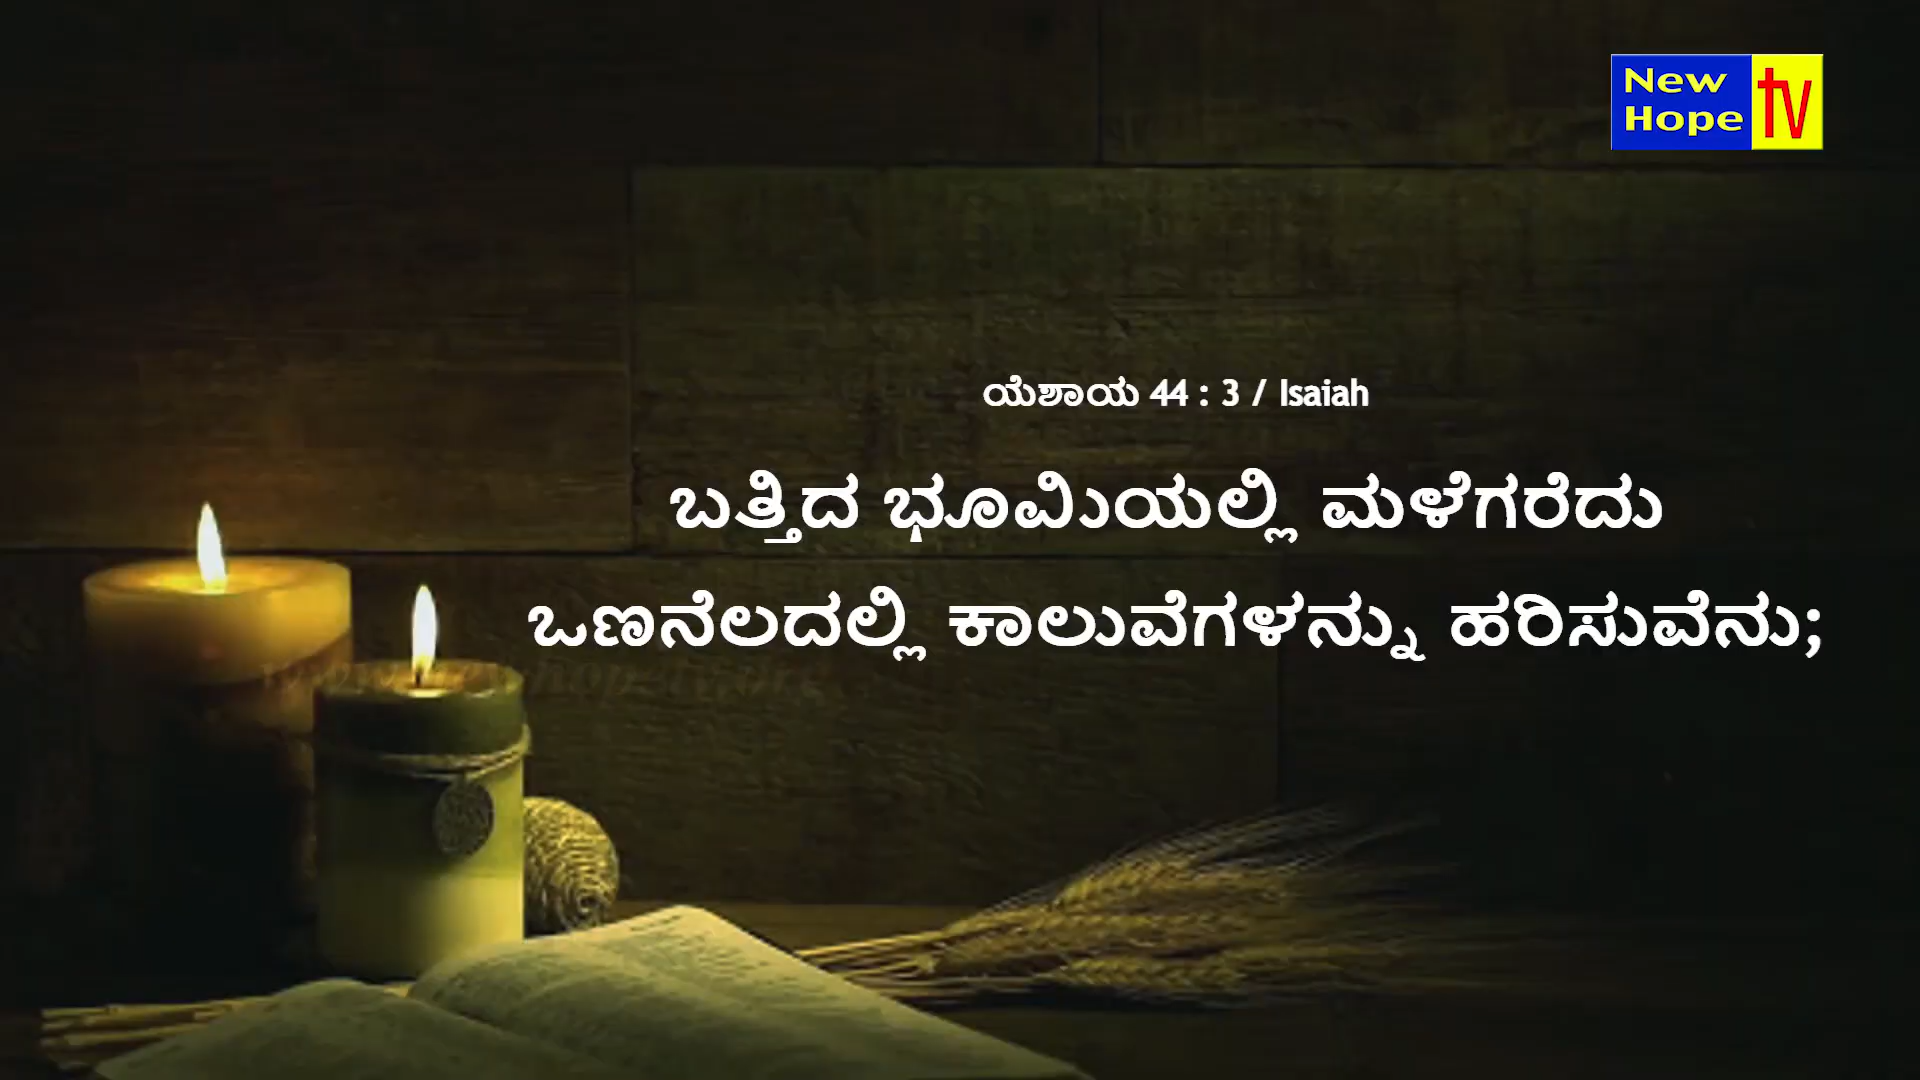 New
Hope
tv
ಯೆಶಾಯ 44 : 3 / Isaiah
ಬತ್ತಿದ ಭೂಮಿಯಲ್ಲಿ ಮಳೆಗರೆದು
ಒಣನೆಲದಲ್ಲಿ ಕಾಲುವೆಗಳನ್ನು ಹರಿಸುವೆನು;